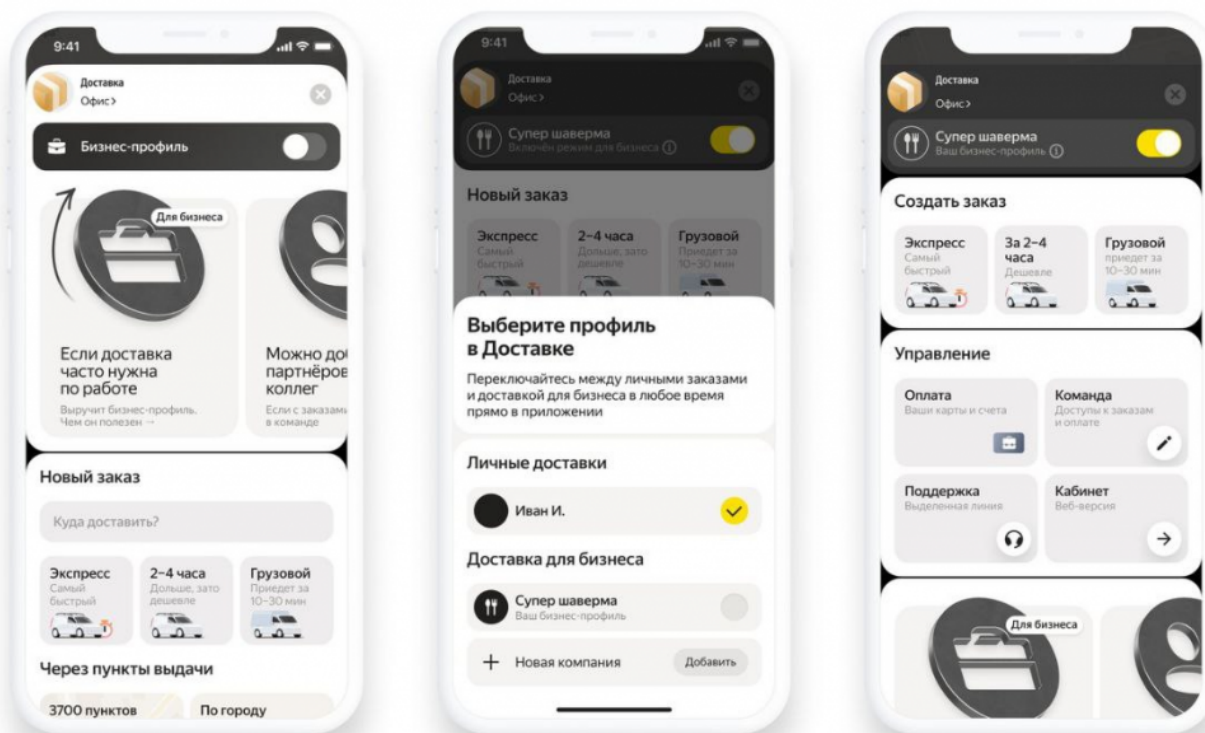 9:41
Доставка
Офис >
Бизнес-профиль
Для бизнеса
Если доставка
часто нужна
по работе
Выручит бизнес-профиль.
Чем он полезен →
Можно
партнёров
коллег
Если с заказами
в команде
Новый заказ
Куда доставить?
Экспресс
Самый
быстрый
2–4 часа
Дольше, зато
дешевле
Грузовой
Приедет за
10–30 мин
Через пункты выдачи
3700 пунктов
По городу
9:41
Доставка
Офис >
Супер шаверма
Включён режим для бизнеса
Новый заказ
Экспресс
Самый
быстрый
2–4 часа
Дольше, зато
дешевле
Грузовой
Приедет за
10–30 мин
Выберите профиль
в Доставке
Переключайтесь между личными заказами
и доставкой для бизнеса в любое время
прямо в приложении
Личные доставки
Иван И.
Доставка для бизнеса
Супер шаверма
Ваш бизнес-профиль
+ Новая компания
Добавить
Доставка
Офис >
Супер шаверма
Ваш бизнес-профиль
Создать заказ
Экспресс
Самый
быстрый
За 2–4
часа
Дешевле
Грузовой
приедет за
10–30 мин
Управление
Оплата
Ваши карты и счета
Команда
Доступы к заказам
и оплате
Поддержка
Выделенная линия
Кабинет
Веб-версия
Для бизнеса